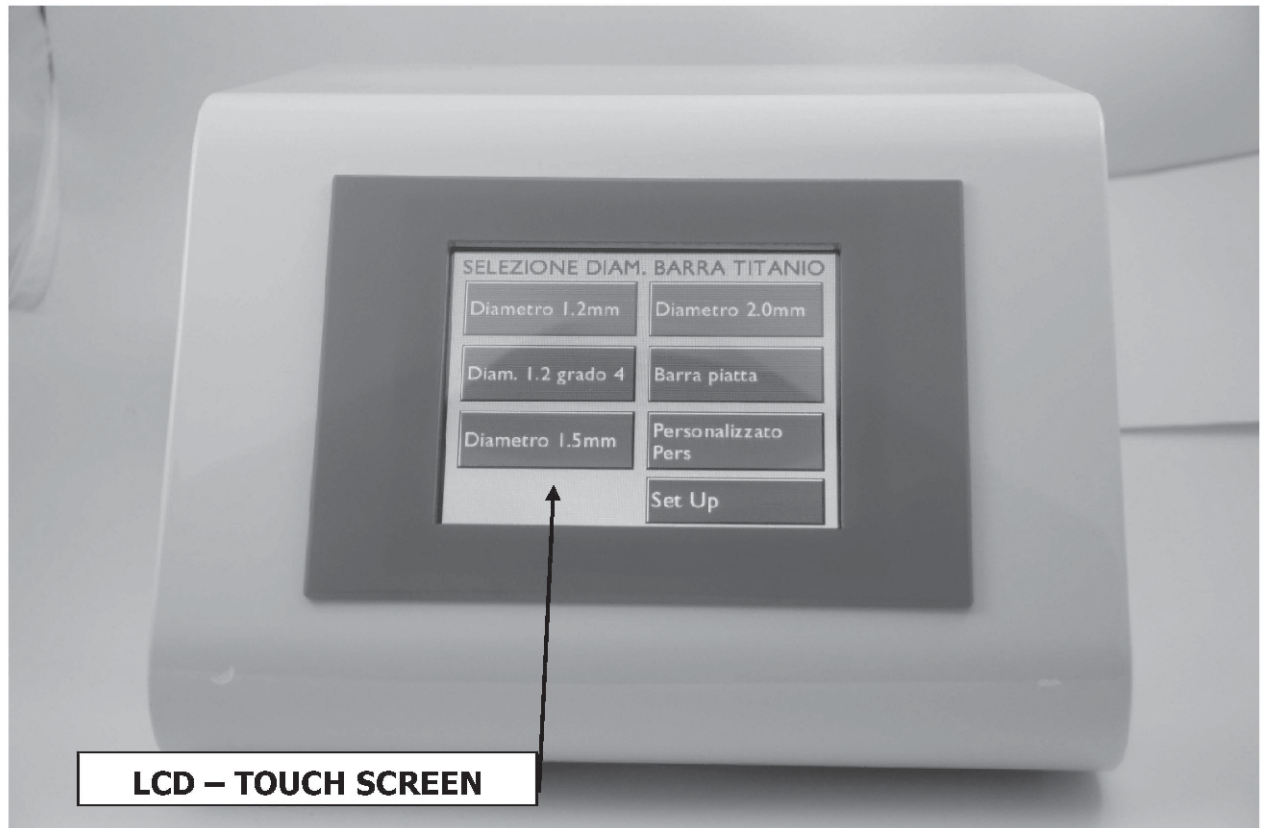 SELEZIONE DIAM. BARRA TITANIO
Diametro 1.2mm
Diametro 2.0mm
Diam. 1.2 grado 4
Barra piatta
Diametro 1.5mm
Personalizzato
Pers
Set Up
LCD – TOUCH SCREEN